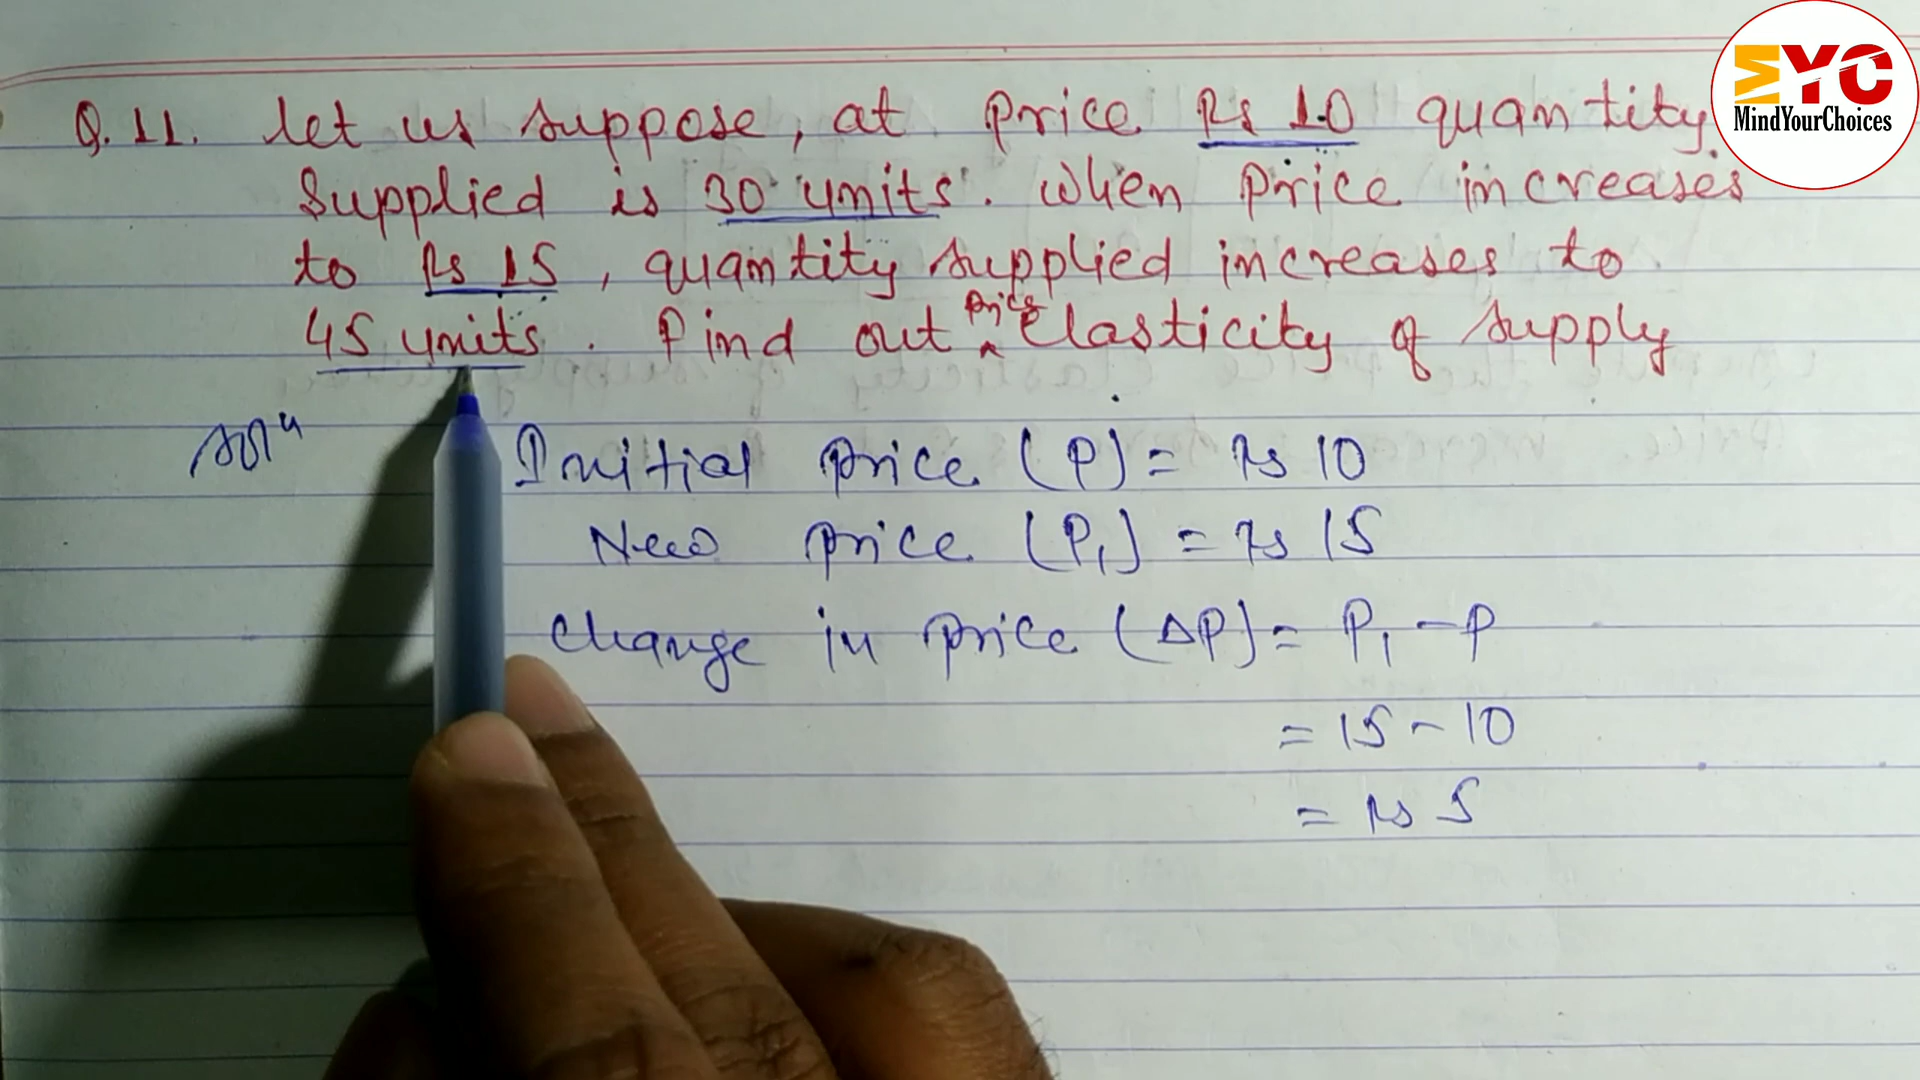 MYC
MindYourChoices
Q.11. let us suppose, at price Rs 10 quantity
Supplied is 30 units. When Price increases
to Rs 15, quantity supplied increases to
45 units. Find out price elasticity of supply
Solⁿ
Initial price (P) = Rs 10
New price (P₁) = Rs 15
Change in price (ΔP) = P₁ - P
= 15 - 10
= Rs 5